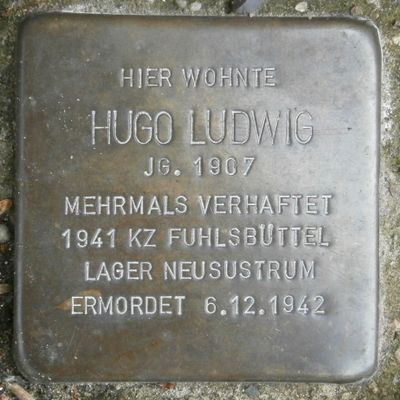 HIER WOHNTE
HUGO LUDWIG
JG. 1907
MEHRMALS VERHAFTET
1941 KZ FUHLSBÜTTEL
LAGER NEUSUSTRUM
ERMORDET 6.12.1942